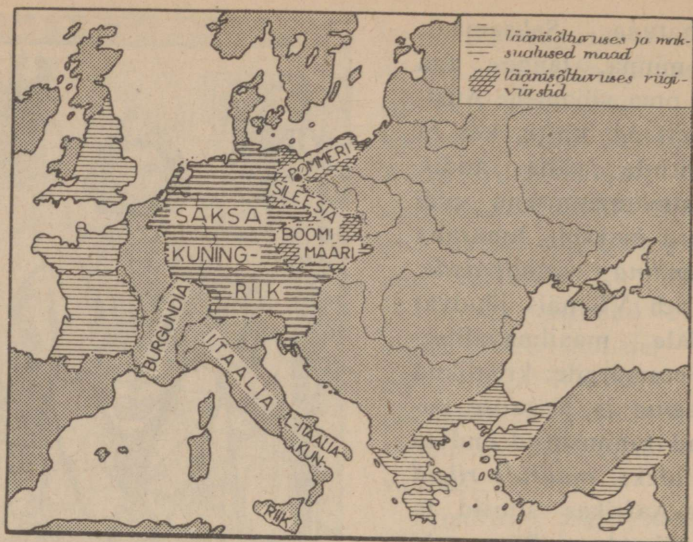 läänisõltuvuses ja mak-
sualused maad
läänisõltuvuses riigi-
vürstid
POMMERI
SILEESIA
SAKSA
BÖÖMI
KUNING-
MÄÄRI
RIIK
BURGUNDIA
ITAALIA
L-ITAALIA
KUN-
RIIK